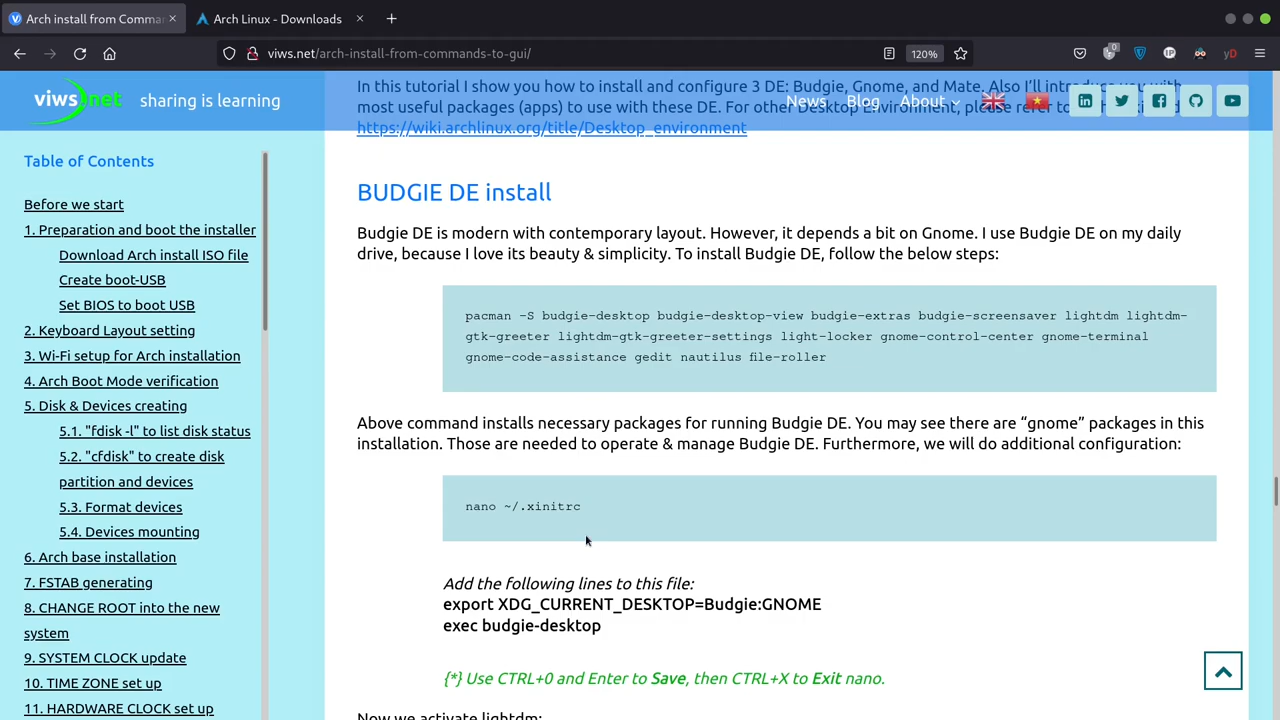 Arch install from Comma
Arch Linux - Downloads
viws.net/arch-install-from-commands-to-gui/
120%
0
IP
yD
viws net
sharing is learning
News
Blog
About
In this tutorial I show you how to install and configure 3 DE: Budgie, Gnome, and Mate. Also I'll introduce you with
most useful packages (apps) to use with these DE. For other Desktop Environment, please refer to
https://wiki.archlinux.org/title/Desktop_environment
Table of Contents
Before we start
1. Preparation and boot the installer
Download Arch install ISO file
Create boot-USB
Set BIOS to boot USB
2. Keyboard Layout setting
3. Wi-Fi setup for Arch installation
4. Arch Boot Mode verification
5. Disk & Devices creating
5.1. "fdisk -l" to list disk status
5.2. "cfdisk" to create disk
partition and devices
5.3. Format devices
5.4. Devices mounting
6. Arch base installation
7. FSTAB generating
8. CHANGE ROOT into the new
system
9. SYSTEM CLOCK update
10. TIME ZONE set up
11. HARDWARE CLOCK set up
BUDGIE DE install
Budgie DE is modern with contemporary layout. However, it depends a bit on Gnome. I use Budgie DE on my daily
drive, because I love its beauty & simplicity. To install Budgie DE, follow the below steps:
pacman -S budgie-desktop budgie-desktop-view budgie-extras budgie-screensaver lightdm lightdm-
gtk-greeter lightdm-gtk-greeter-settings light-locker gnome-control-center gnome-terminal
gnome-code-assistance gedit nautilus file-roller
Above command installs necessary packages for running Budgie DE. You may see there are “gnome” packages in this
installation. Those are needed to operate & manage Budgie DE. Furthermore, we will do additional configuration:
nano ~/.xinitrc
Add the following lines to this file:
export XDG_CURRENT_DESKTOP=Budgie:GNOME
exec budgie-desktop
{*} Use CTRL+0 and Enter to Save, then CTRL+X to Exit nano.
Now we activate lightdm: